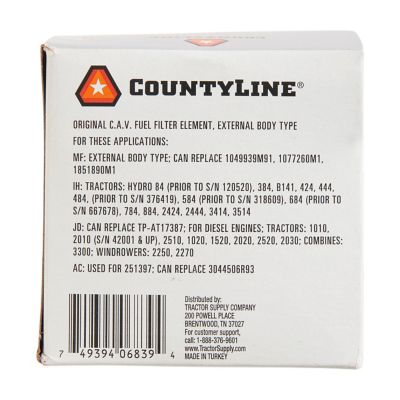 COUNTYLINE®
ORIGINAL C.A.V. FUEL FILTER ELEMENT, EXTERNAL BODY TYPE
FOR THESE APPLICATIONS:
MF: EXTERNAL BODY TYPE; CAN REPLACE 1049939M91, 1077260M1,
1851890M1
IH: TRACTORS: HYDRO 84 (PRIOR TO S/N 120520), 384, B141, 424, 444,
484, (PRIOR TO S/N 376419), 584 (PRIOR TO S/N 318609), 684 (PRIOR TO
S/N 667678), 784, 884, 2424, 2444, 3414, 3514
JD: CAN REPLACE TP-AT17387; FOR DIESEL ENGINES; TRACTORS: 1010,
2010 (S/N 42001 & UP), 2510, 1020, 1520, 2020, 2520, 2030; COMBINES:
3300; WINDROWERS: 2250, 2270
AC: USED FOR 251397; CAN REPLACE 3044506R93
Distributed by:
TRACTOR SUPPLY COMPANY
200 POWELL PLACE
BRENTWOOD, TN 37027
For customer support,
call: 1-888-376-9601
www.TractorSupply.com
MADE IN TURKEY
7 49394 06839 4